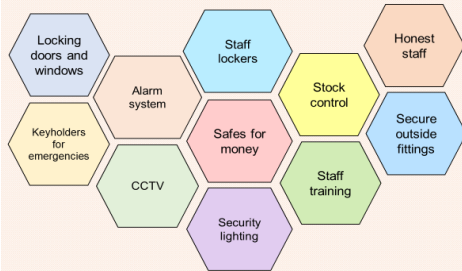 Locking
doors and
windows
Alarm
system
Staff
lockers
Stock
control
Honest
staff
Keyholders
for
emergencies
CCTV
Safes for
money
Staff
training
Secure
outside
fittings
Security
lighting